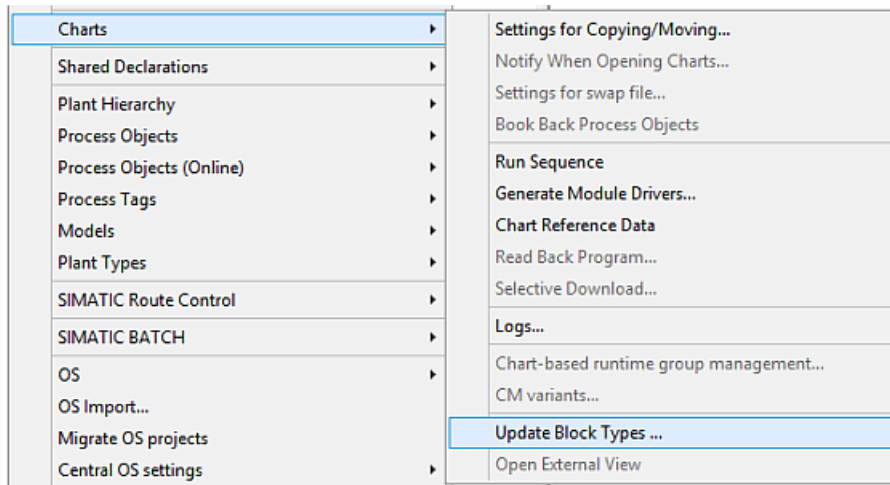 Charts
Shared Declarations
Plant Hierarchy
Process Objects
Process Objects (Online)
Process Tags
Models
Plant Types
SIMATIC Route Control
SIMATIC BATCH
OS
OS Import...
Migrate OS projects
Central OS settings
Settings for Copying/Moving...
Notify When Opening Charts...
Settings for swap file...
Book Back Process Objects
Run Sequence
Generate Module Drivers...
Chart Reference Data
Read Back Program...
Selective Download...
Logs...
Chart-based runtime group management...
CM variants...
Update Block Types ...
Open External View